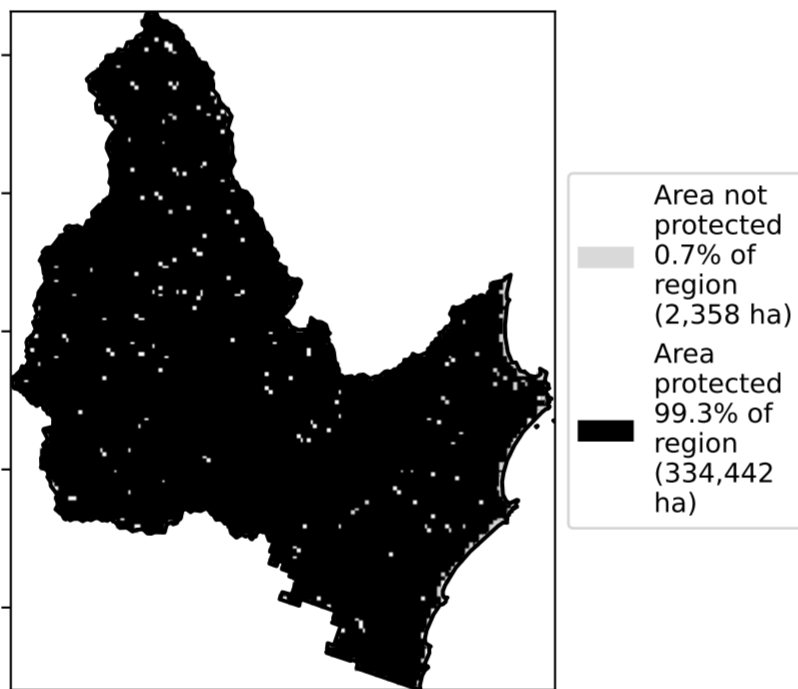 Area not
protected
0.7% of
region
(2,358 ha)
Area
protected
99.3% of
region
(334,442
ha)